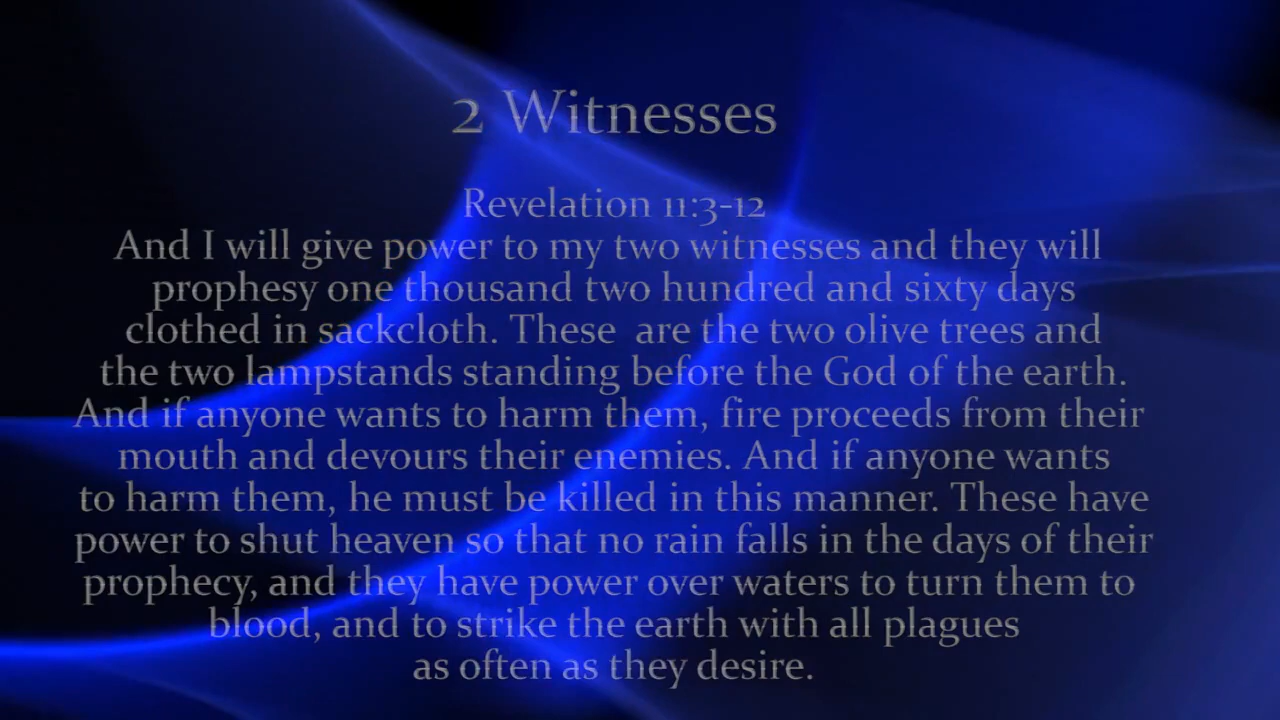 2 Witnesses
Revelation 11:3-12
And I will give power to my two witnesses and they will
prophesy one thousand two hundred and sixty days
clothed in sackcloth. These  are the two olive trees and
the two lampstands standing before the God of the earth.
And if anyone wants to harm them, fire proceeds from their
mouth and devours their enemies. And if anyone wants
to harm them, he must be killed in this manner. These have
power to shut heaven so that no rain falls in the days of their
prophecy, and they have power over waters to turn them to
blood, and to strike the earth with all plagues
as often as they desire.